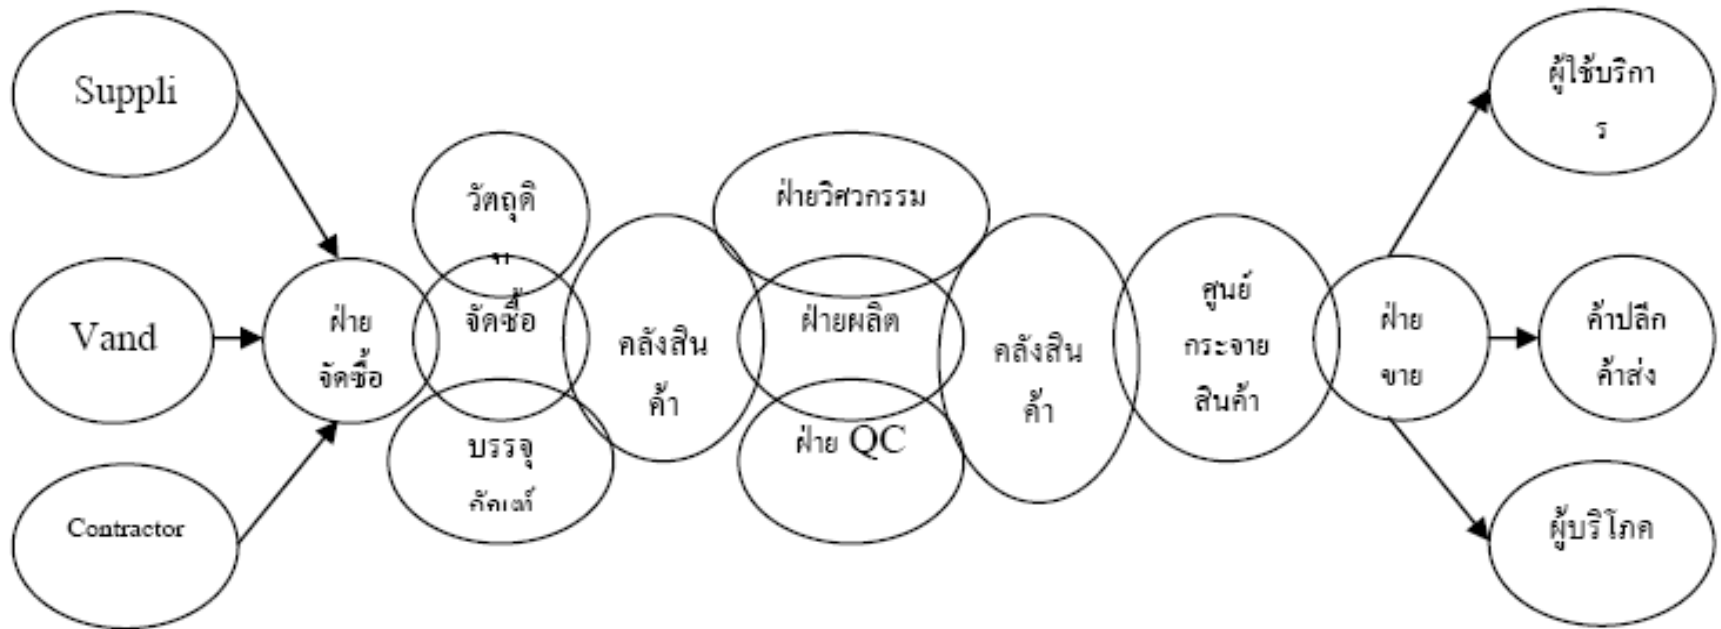 Suppli
Vand
Contractor
ฝ่าย
จัดซื้อ
วัตถุดิ
จัดซื้อ
บรรจุ
คลังสิน
ค้า
ฝ่ายวิศวกรรม
ฝ่ายผลิต
ฝ่าย QC
คลังสิน
ค้า
ศูนย์
กระจาย
สินค้า
ฝ่าย
ขาย
ผู้ใช้บริกา
ร
ค้าปลีก
ค้าส่ง
ผู้บริโภค